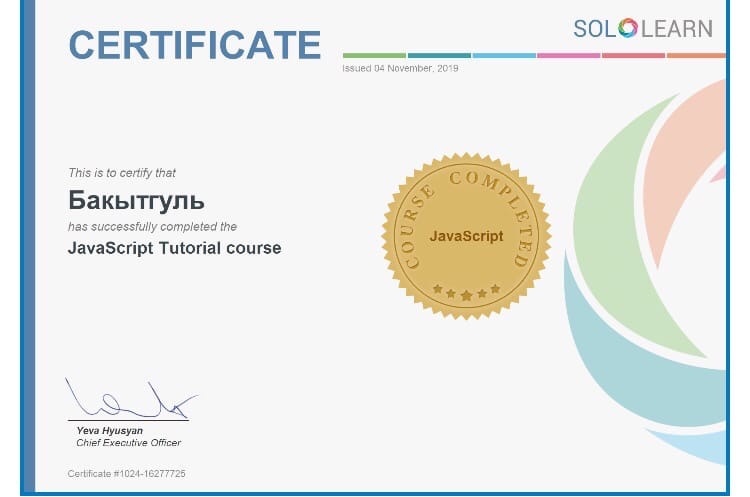 CERTIFICATE
SOLOLEARN
Issued 04 November, 2019
This is to certify that
Бакытгуль
has successfully completed the
JavaScript Tutorial course
COURSE COMPLETED
JavaScript
Yeva Hyusyan
Chief Executive Officer
Certificate #1024-16277725